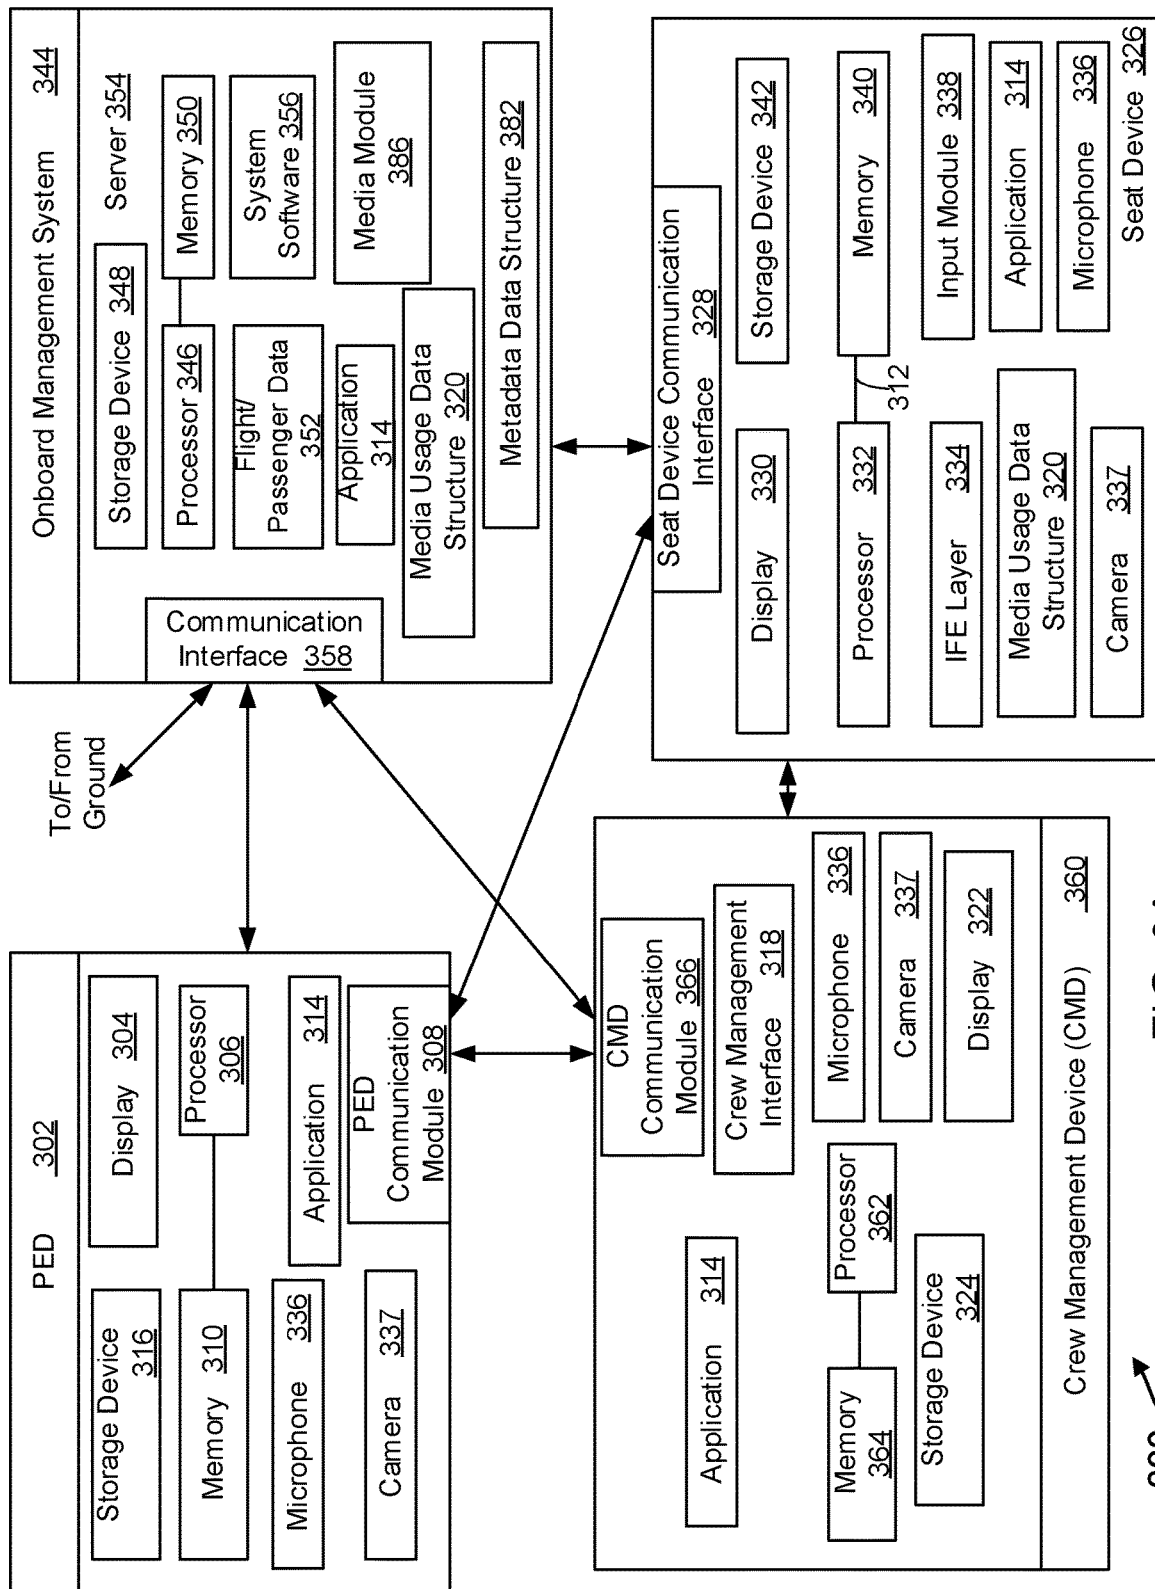 PED 302
Storage Device
316
Display 304
Memory 310
Processor
306
Microphone 336
Application 314
Camera 337
PED
Communication
Module 308
To/From
Ground
Onboard Management System 344
Communication
Interface 358
Storage Device 348
Server 354
Processor 346
Memory 350
Flight/
Passenger Data
352
System
Software 356
Application
314
Media Module
386
Media Usage Data
Structure 320
Metadata Data Structure 382
CMD
Communication
Module 366
Application 314
Crew Management
Interface 318
Memory
364
Processor
362
Microphone 336
Camera 337
Storage Device
324
Display 322
Crew Management Device (CMD) 360
Seat Device Communication
Interface 328
Display 330
Storage Device 342
Processor 332
312
Memory 340
IFE Layer 334
Input Module 338
Media Usage Data
Structure 320
Application 314
Camera 337
Microphone 336
Seat Device 326